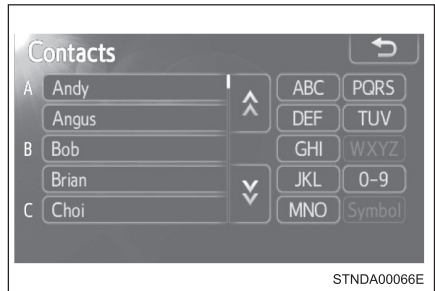 Contacts
A Andy ABC PQRS
Angus DEF TUV
B Bob GHI WXYZ
Brian JKL 0-9
C Choi MNO Symbol
STNDA00066E